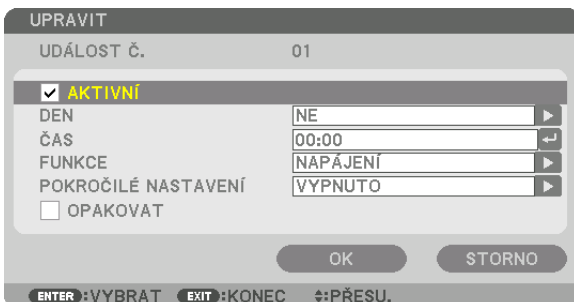 UPRAVIT
UDÁLOST Č. 01
AKTIVNÍ
DEN NE
ČAS 00:00
FUNKCE NAPÁJENÍ
POKROČILÉ NASTAVENÍ VYPNUTO
OPAKOVAT
OK STORNO
ENTER :VYBRAT EXIT :KONEC :PŘESU.